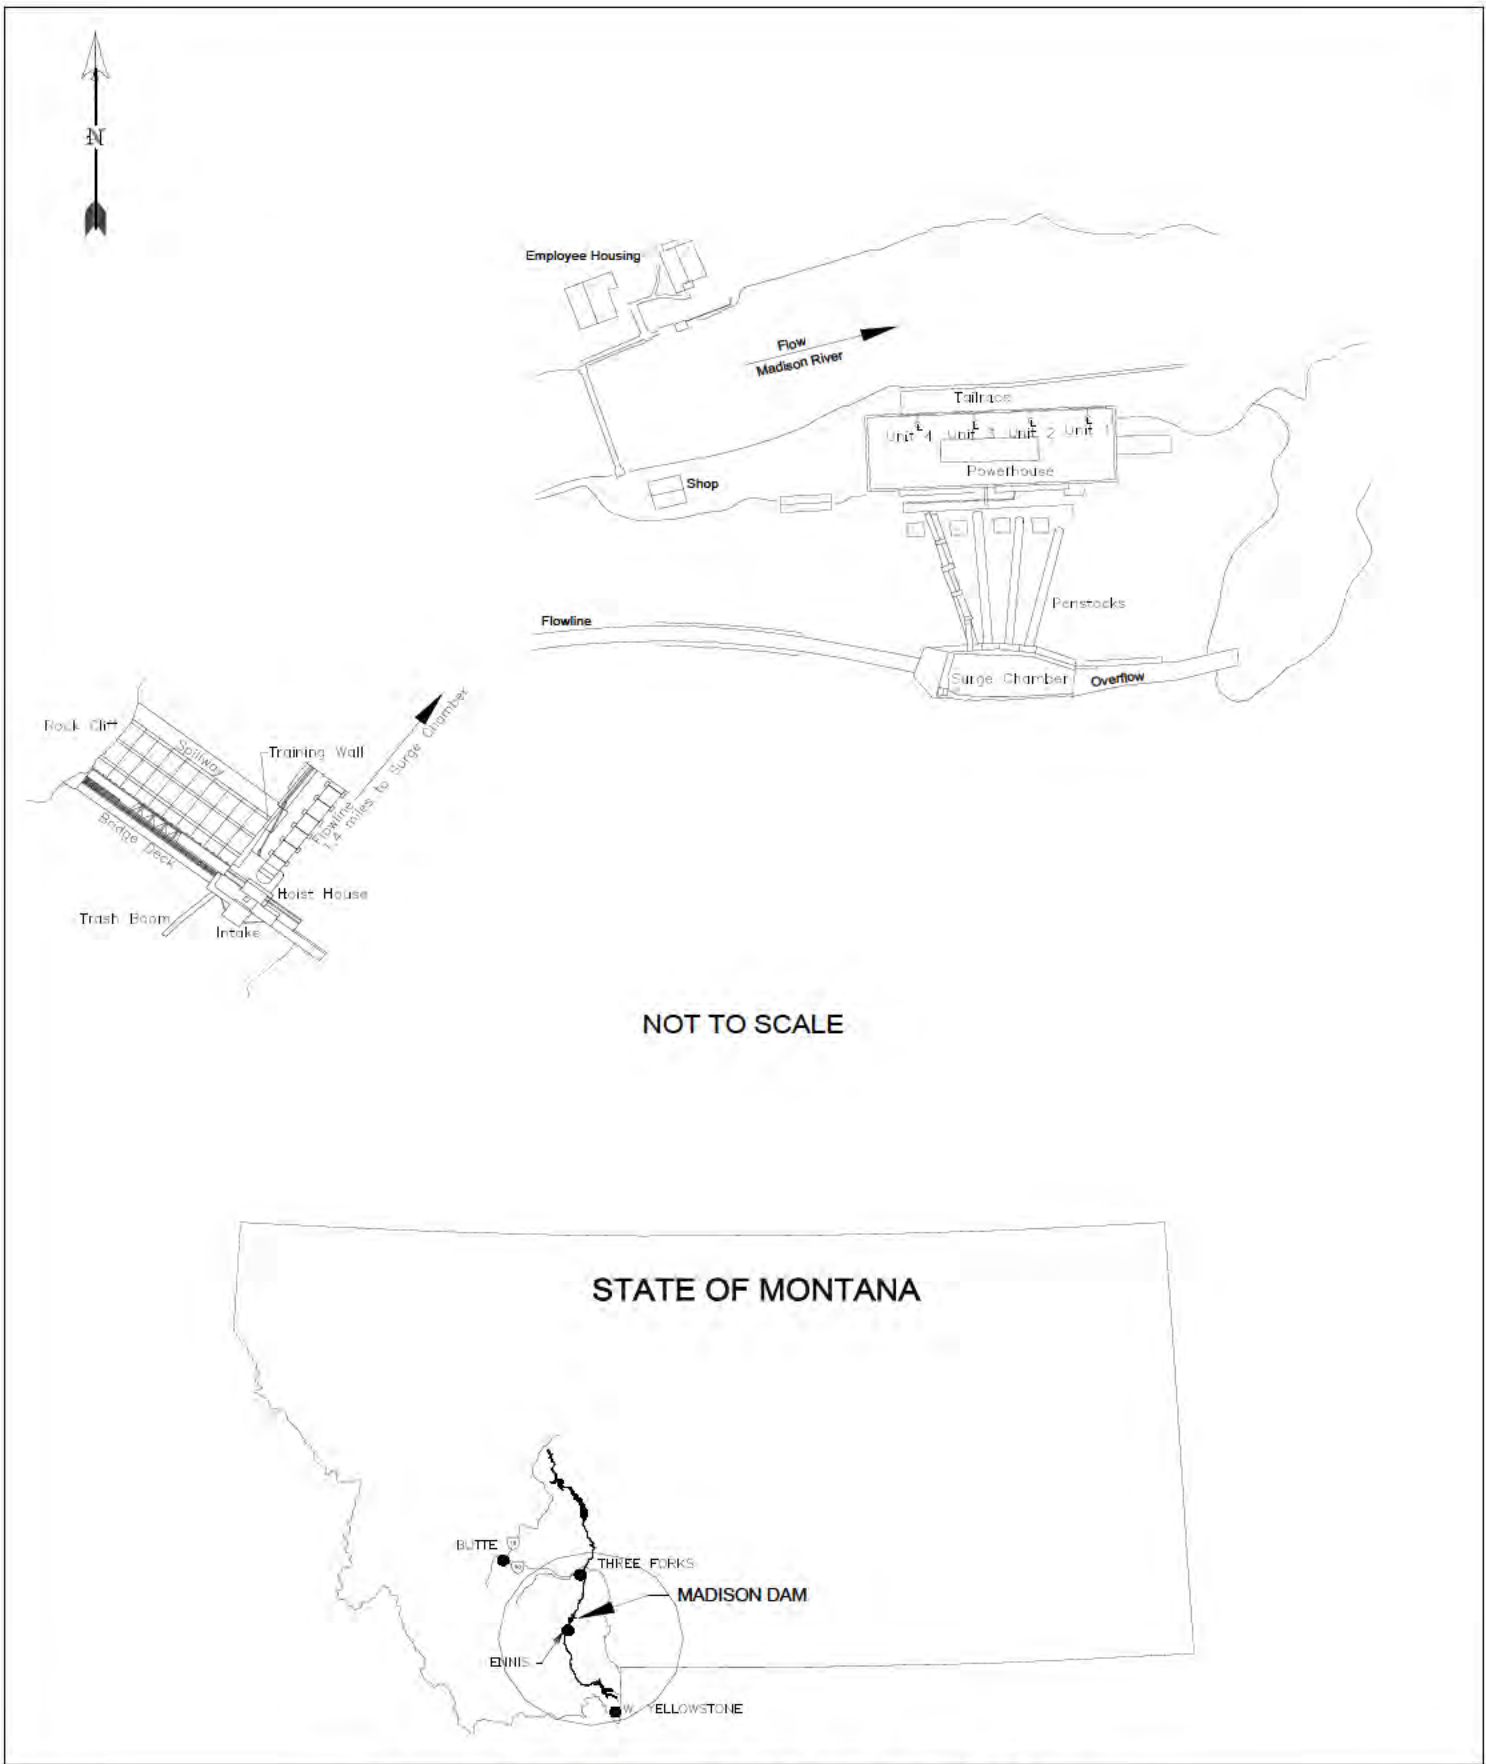 N
Employee Housing
Flow
Madison River
Tailrace
Unit 4 Unit 3 Unit 2 Unit 1
Powerhouse
Shop
Penstocks
Flowline
Surge Chamber
Overflow
Rock Cliff
Spillway
Training Wall
Flowline
1.4 miles to Surge Chamber
Bridge Deck
Hoist House
Trash Boom
Intake
NOT TO SCALE
STATE OF MONTANA
BUTTE
THREE FORKS
MADISON DAM
ENNIS
W. YELLOWSTONE